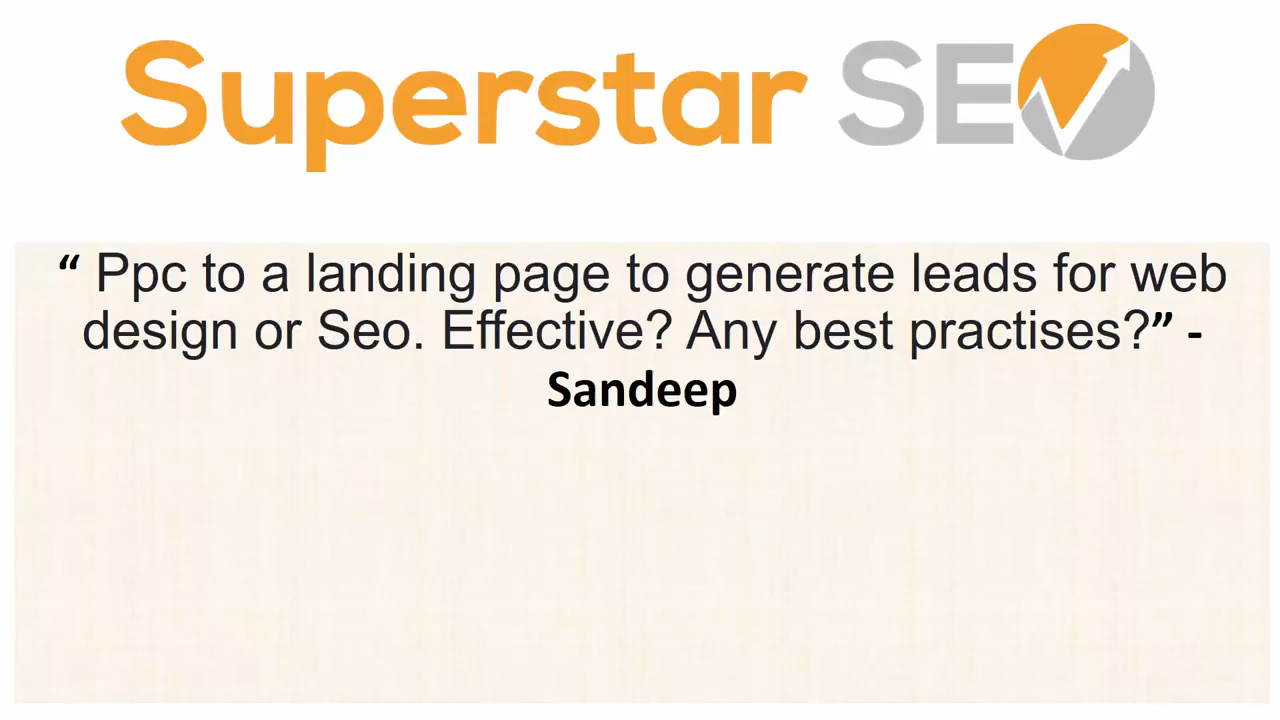 Superstar SEO
“ Ppc to a landing page to generate leads for web
design or Seo. Effective? Any best practises?” -
Sandeep